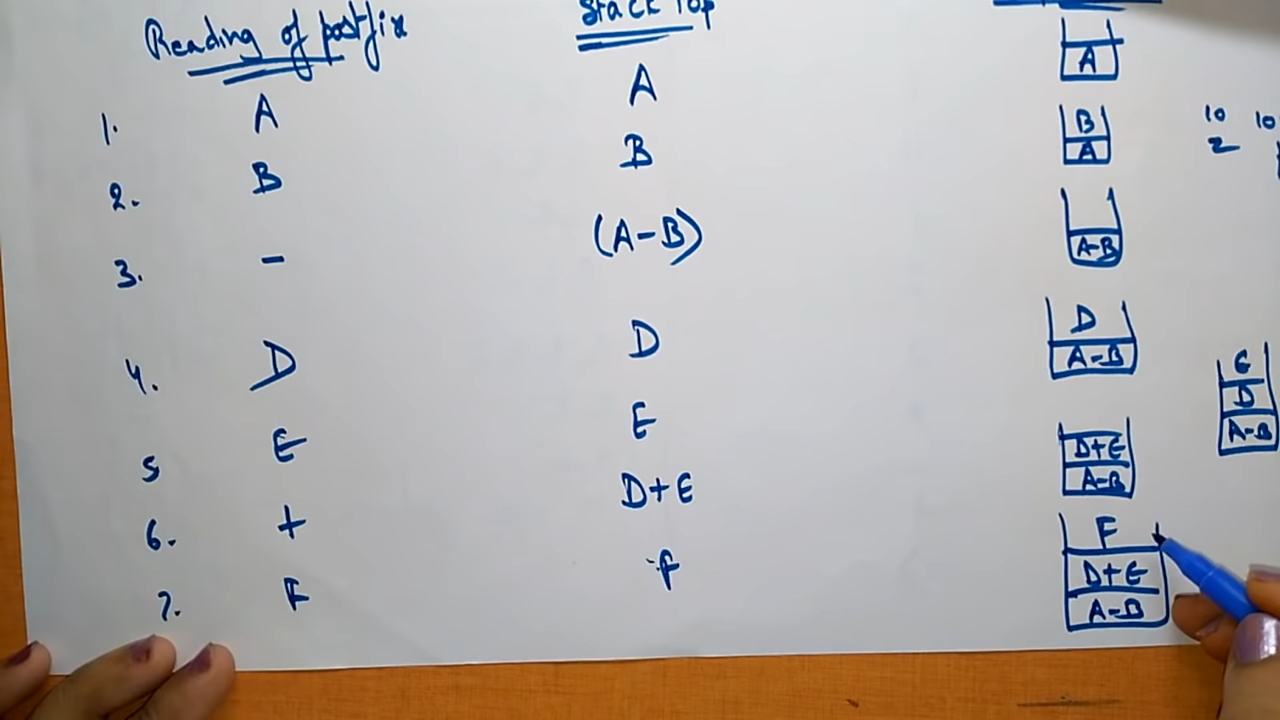 Reading of postfix Stack Top
A
1. A A
B
A
10 10
2
2. B B
3. - (A-B)
A-B
4. D D
D
A-B
E
D
A-B
5 E E
6. + D+E
D+E
A-B
7. F F
F
D+E
A-B